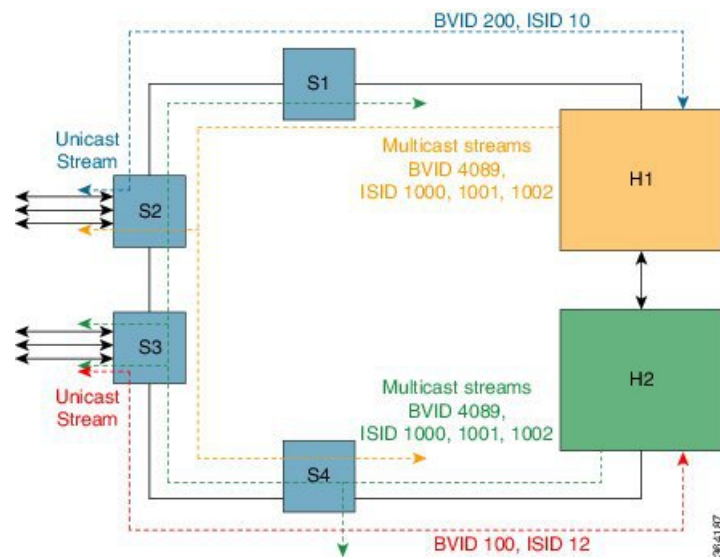 BVID 200, ISID 10
S1
Unicast
Stream
Multicast streams
BVID 4089,
ISID 1000, 1001, 1002
H1
S2
S3
H2
Unicast
Stream
Multicast streams
BVID 4089,
ISID 1000, 1001, 1002
S4
BVID 100, ISID 12